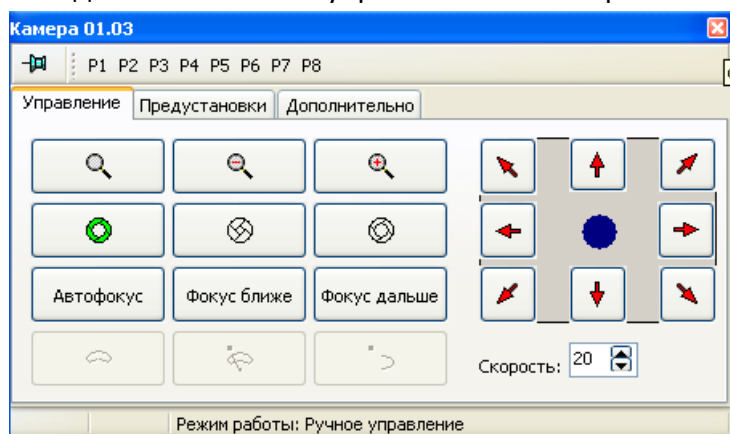 Камера 01.03
P1 P2 P3 P4 P5 P6 P7 P8
Управление Предустановки Дополнительно
Автофокус Фокус ближе Фокус дальше
Скорость: 20
Режим работы: Ручное управление